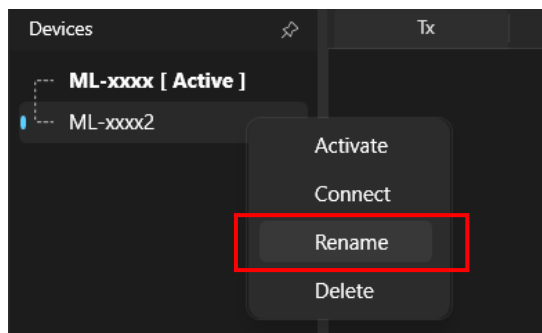 Devices
Tx
ML-xxxx [ Active ]
ML-xxxx2
Activate
Connect
Rename
Delete